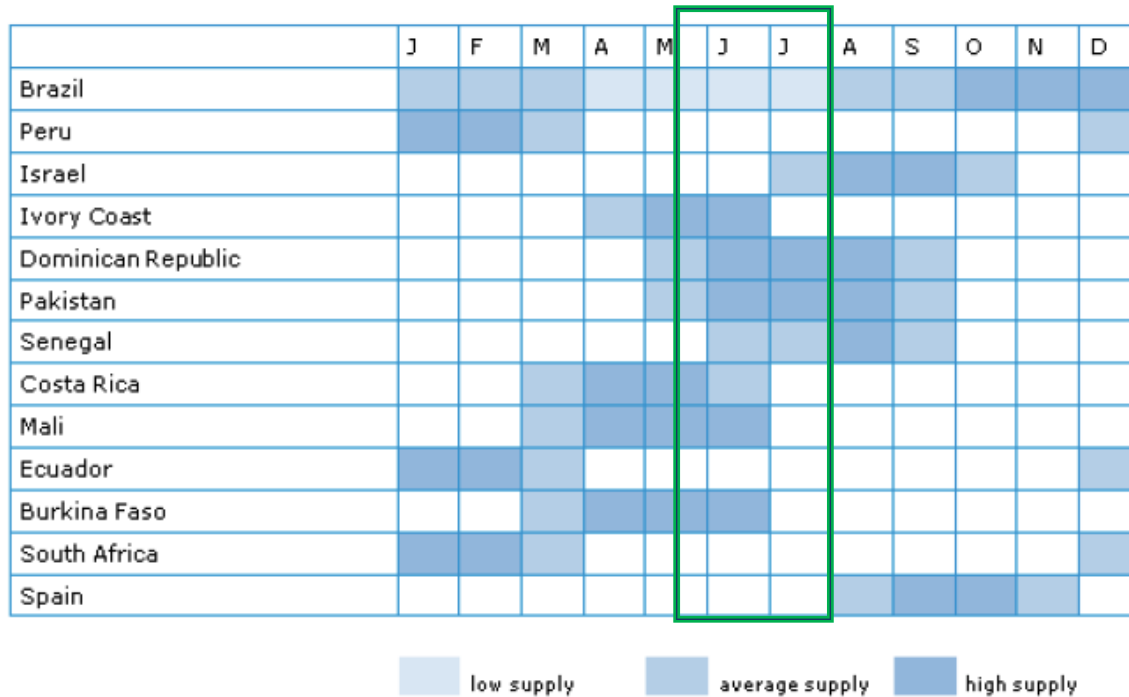 J F M A M J J A S O N D
Brazil
Peru
Israel
Ivory Coast
Dominican Republic
Pakistan
Senegal
Costa Rica
Mali
Ecuador
Burkina Faso
South Africa
Spain
low supply average supply high supply